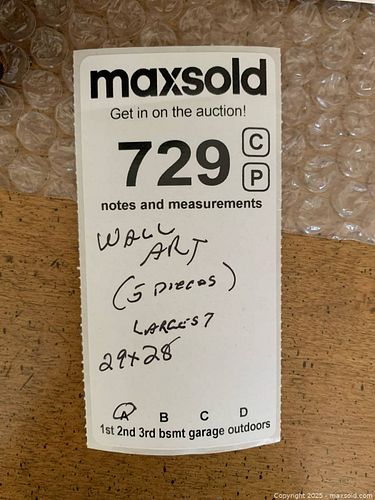 maxsold
Get in on the auction!
729
C
P
notes and measurements
WALL
ART
(5 PIECES)
LARGEST
29x28
A B C D
1st 2nd 3rd bsmt garage outdoors
Copyright 2025 - maxsold.com